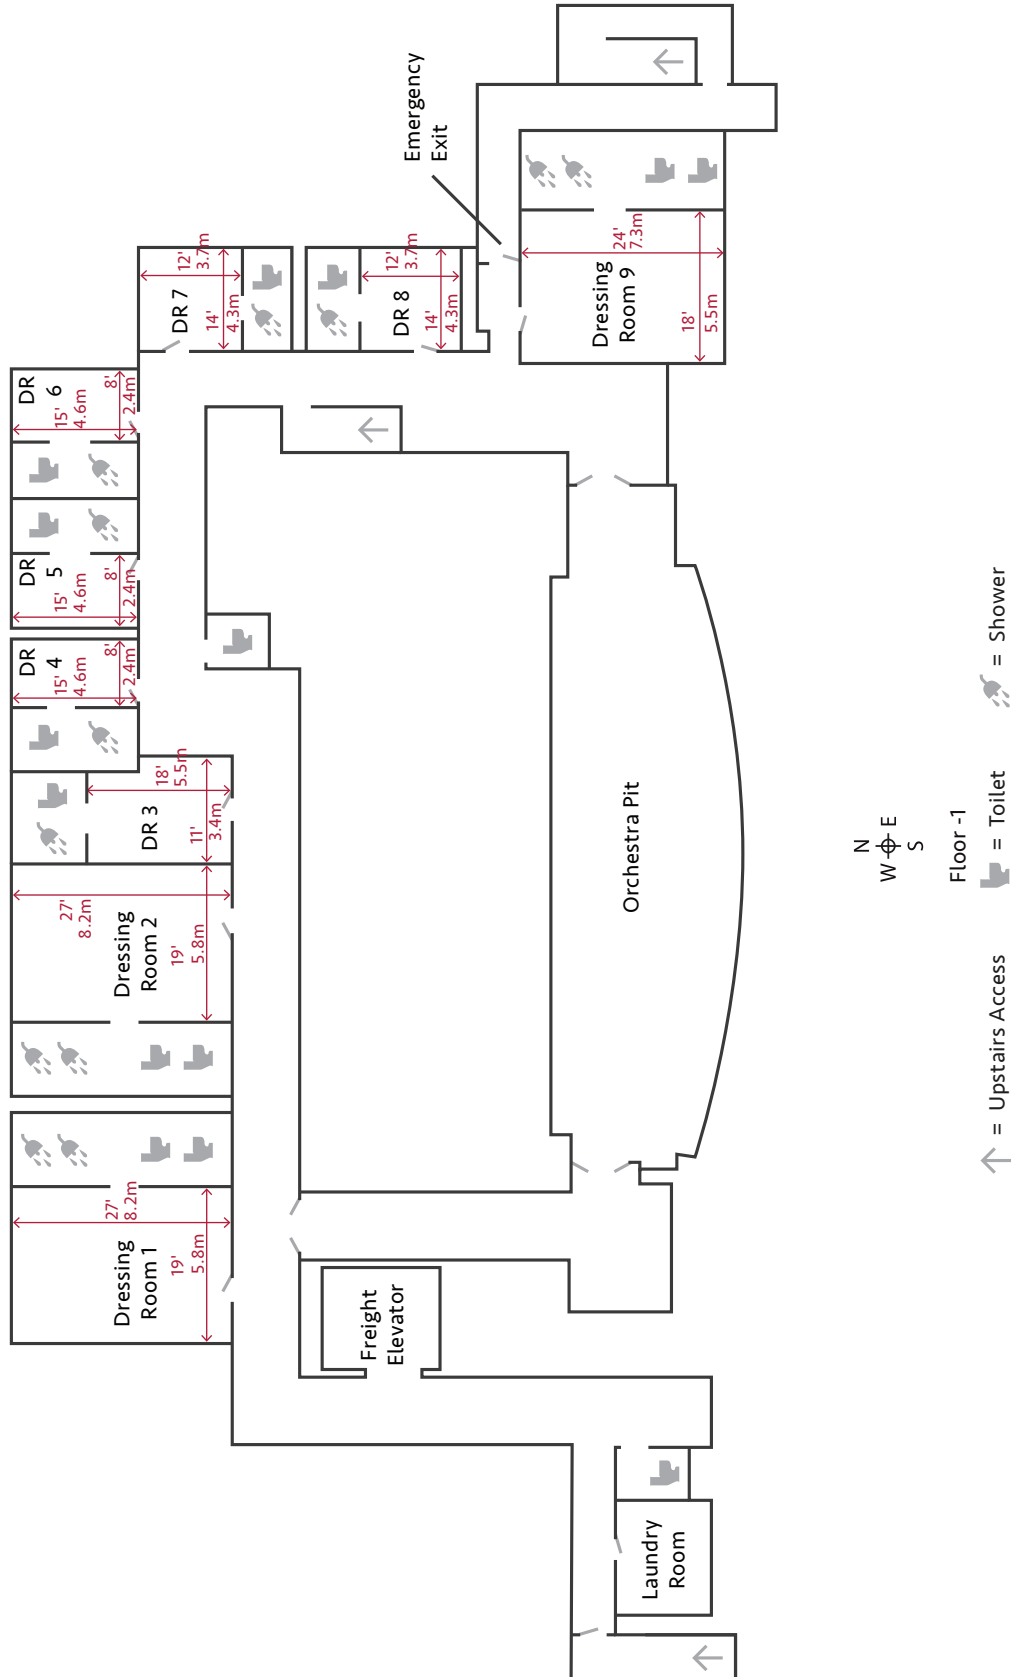 Dressing
Room 1
27'
8.2m
19'
5.8m
Dressing
Room 2
27'
8.2m
19'
5.8m
DR 3
18'
5.5m
11'
3.4m
DR
4
15'
4.6m
8'
2.4m
DR
5
15'
4.6m
8'
2.4m
DR
6
15'
4.6m
8'
2.4m
DR 7
12'
3.7m
14'
4.3m
DR 8
12'
3.7m
14'
4.3m
Emergency
Exit
Dressing
Room 9
24'
7.3m
18'
5.5m
Freight
Elevator
Laundry
Room
Orchestra Pit
N
W E
S
Floor -1
= Upstairs Access = Toilet = Shower